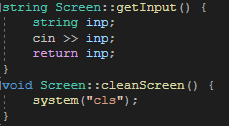 string Screen::getInput() {
string inp;
cin >> inp;
return inp;
}
void Screen::cleanScreen() {
system("cls");
}